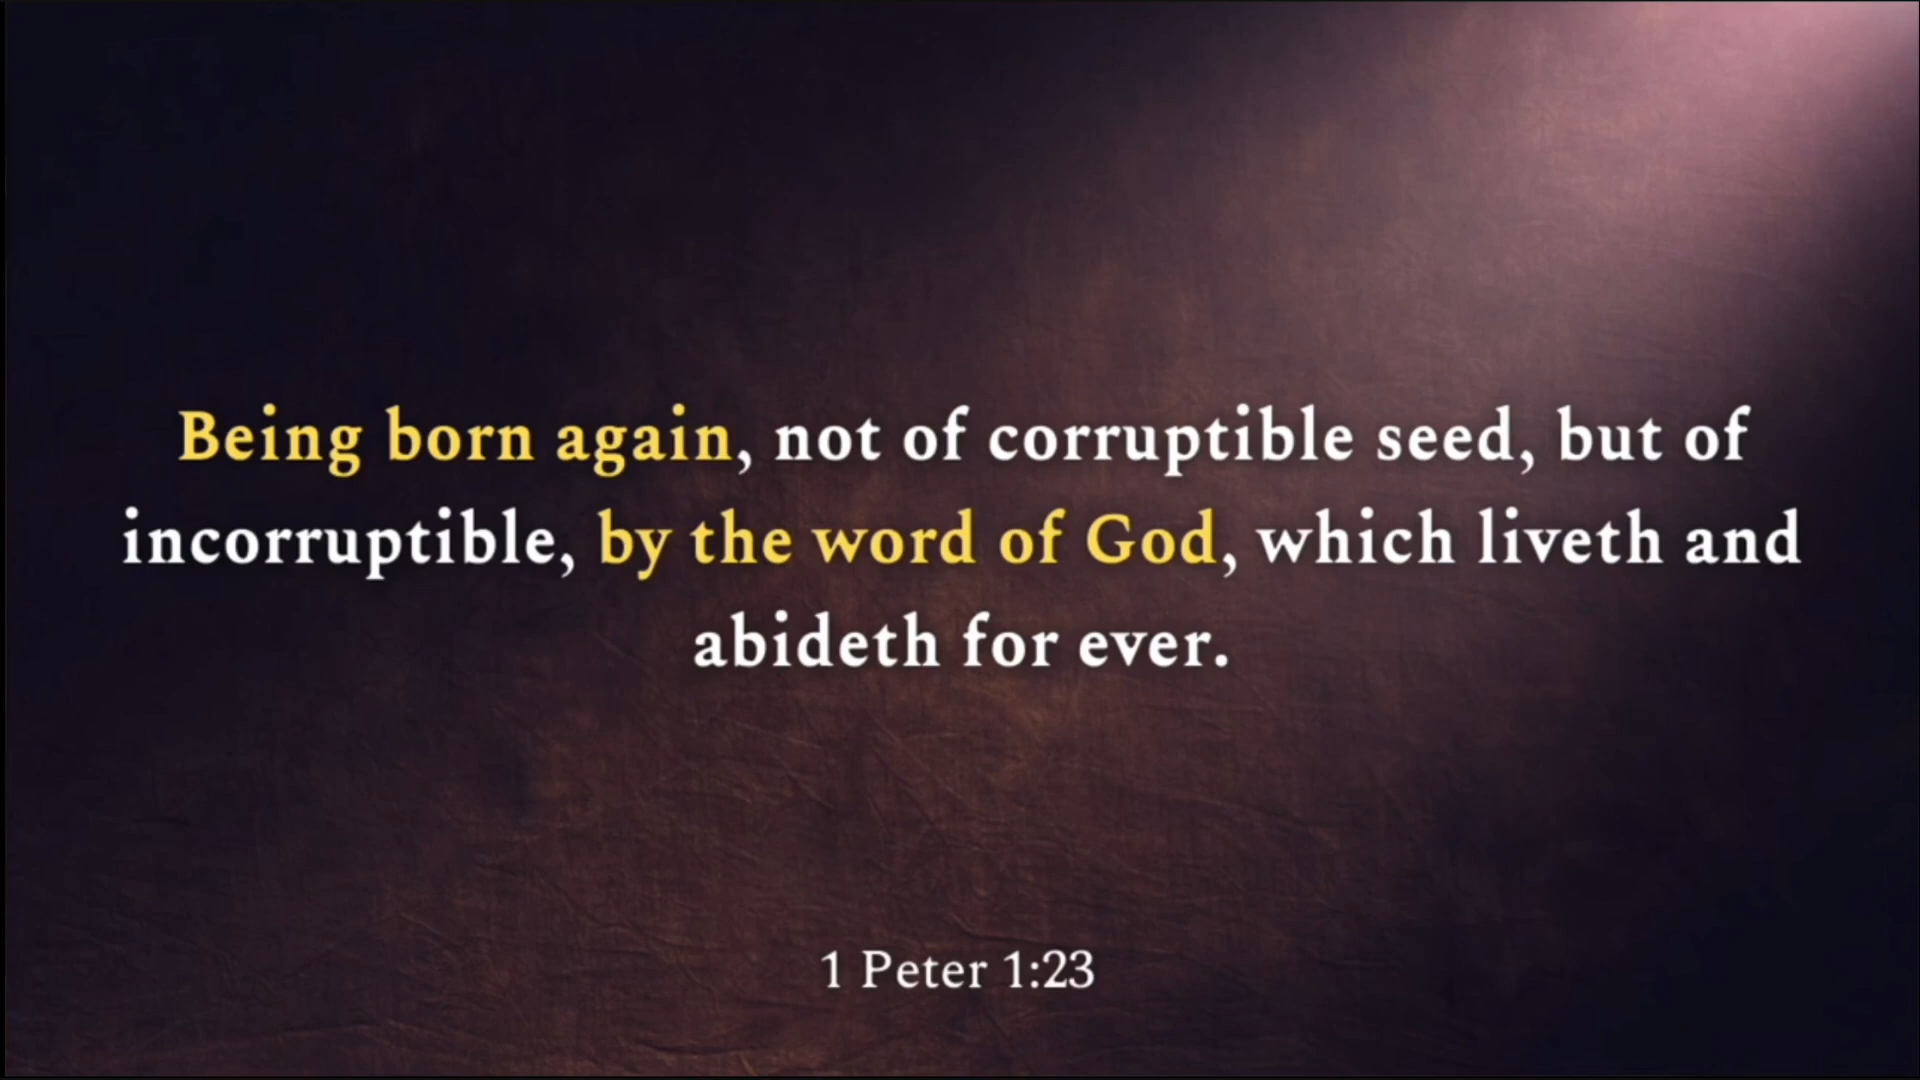 Being born again, not of corruptible seed, but of
incorruptible, by the word of God, which liveth and
abideth for ever.
1 Peter 1:23